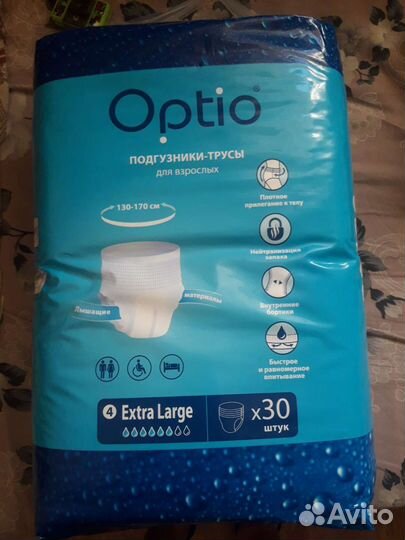 Optio
ПОДГУЗНИКИ-ТРУСЫ
для взрослых
130-170 см
Плотное
прилегание к телу
Нейтрализация
запаха
Дышащие
материалы
Внутренние
бортики
Быстрое
и равномерное
впитывание
4 Extra Large
x30
штук
Avito